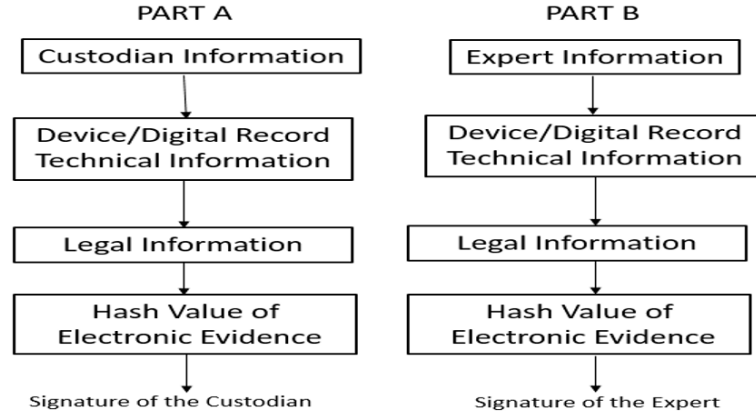 PART A
Custodian Information
Device/Digital Record
Technical Information
Legal Information
Hash Value of
Electronic Evidence
Signature of the Custodian
PART B
Expert Information
Device/Digital Record
Technical Information
Legal Information
Hash Value of
Electronic Evidence
Signature of the Expert